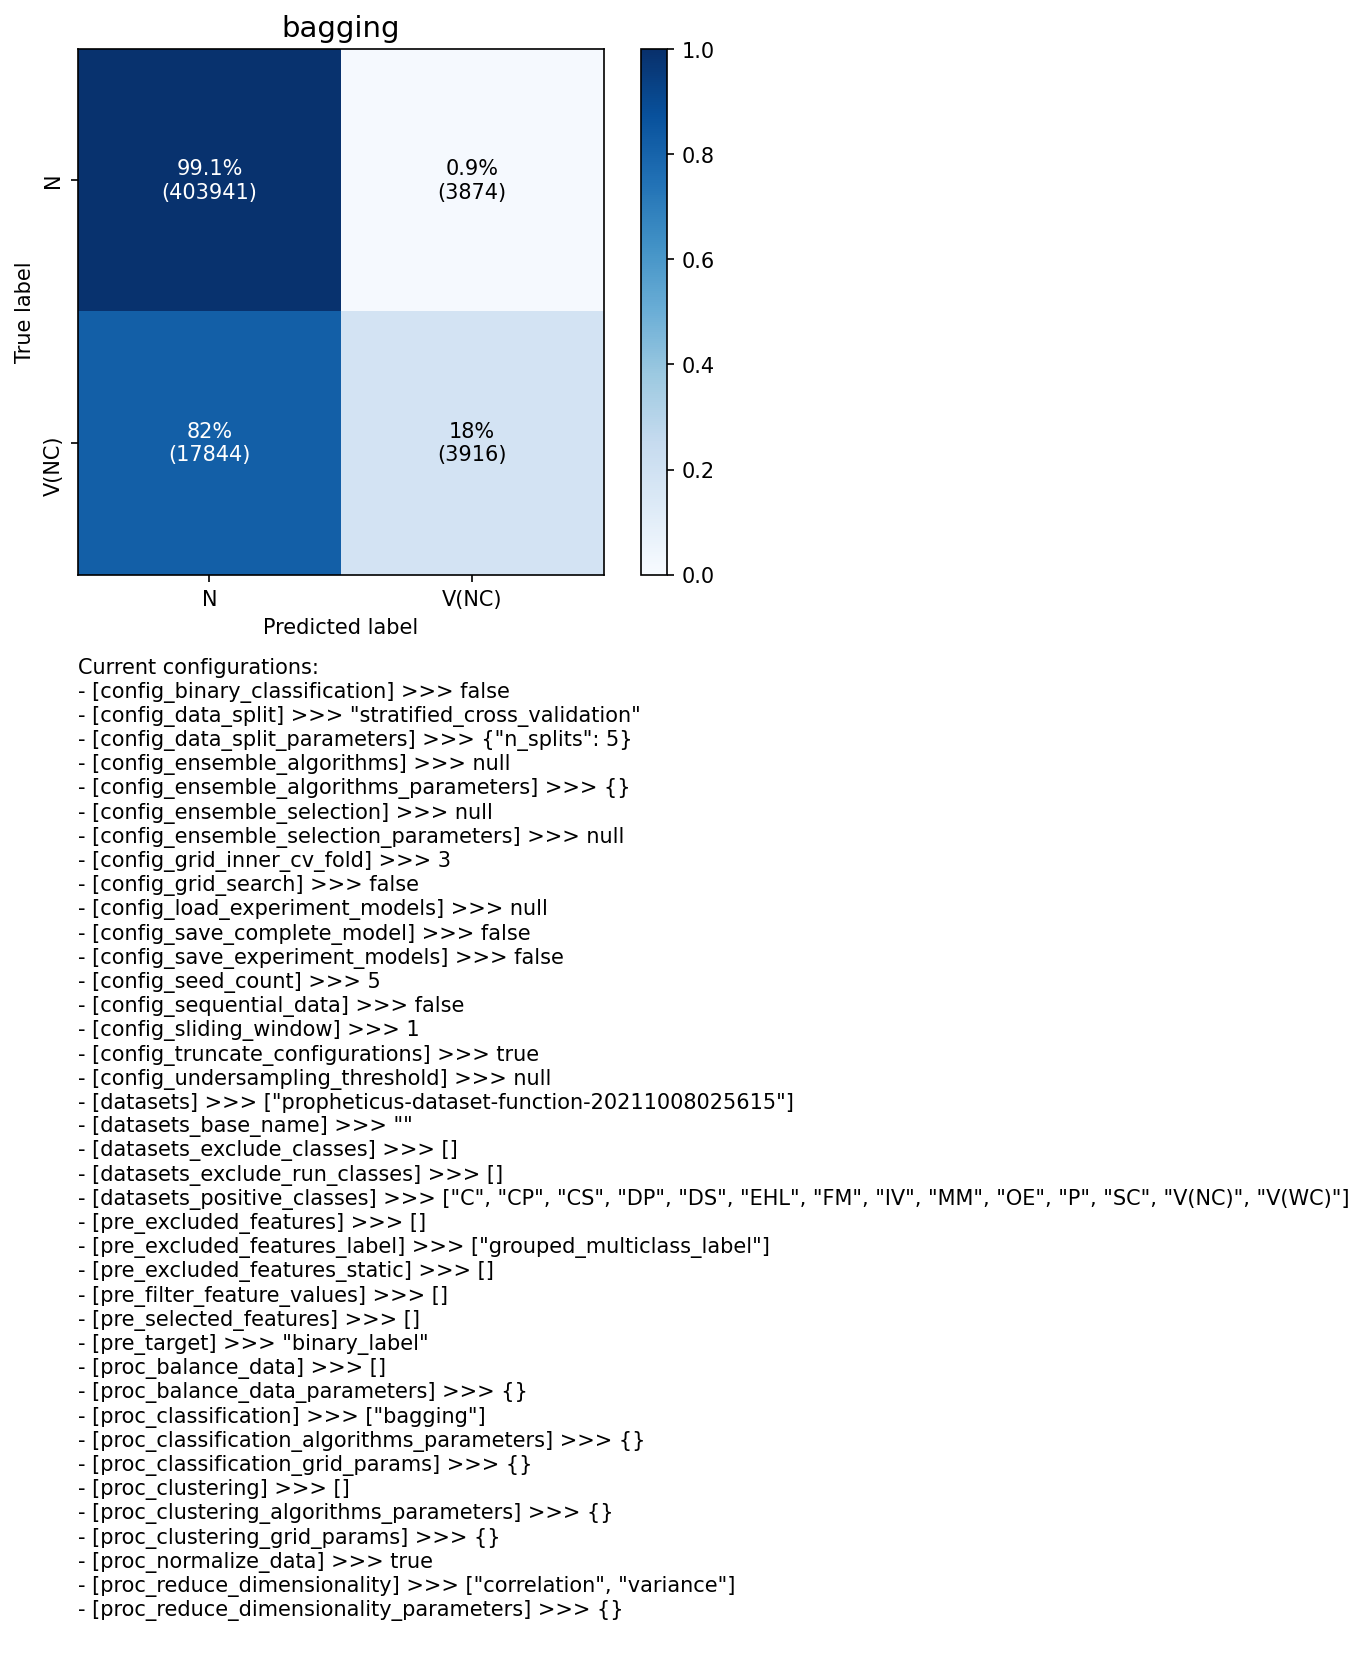 bagging
99.1%
(403941)
0.9%
(3874)
82%
(17844)
18%
(3916)
N
V(NC)
True label
N
V(NC)
Predicted label
1.0
0.8
0.6
0.4
0.2
0.0
Current configurations:
- [config_binary_classification] >>> false
- [config_data_split] >>> "stratified_cross_validation"
- [config_data_split_parameters] >>> {"n_splits": 5}
- [config_ensemble_algorithms] >>> null
- [config_ensemble_algorithms_parameters] >>> {}
- [config_ensemble_selection] >>> null
- [config_ensemble_selection_parameters] >>> null
- [config_grid_inner_cv_fold] >>> 3
- [config_grid_search] >>> false
- [config_load_experiment_models] >>> null
- [config_save_complete_model] >>> false
- [config_save_experiment_models] >>> false
- [config_seed_count] >>> 5
- [config_sequential_data] >>> false
- [config_sliding_window] >>> 1
- [config_truncate_configurations] >>> true
- [config_undersampling_threshold] >>> null
- [datasets] >>> ["propheticus-dataset-function-20211008025615"]
- [datasets_base_name] >>> ""
- [datasets_exclude_classes] >>> []
- [datasets_exclude_run_classes] >>> []
- [datasets_positive_classes] >>> ["C", "CP", "CS", "DP", "DS", "EHL", "FM", "IV", "MM", "OE", "P", "SC", "V(NC)", "V(WC)"]
- [pre_excluded_features] >>> []
- [pre_excluded_features_label] >>> ["grouped_multiclass_label"]
- [pre_excluded_features_static] >>> []
- [pre_filter_feature_values] >>> []
- [pre_selected_features] >>> []
- [pre_target] >>> "binary_label"
- [proc_balance_data] >>> []
- [proc_balance_data_parameters] >>> {}
- [proc_classification] >>> ["bagging"]
- [proc_classification_algorithms_parameters] >>> {}
- [proc_classification_grid_params] >>> {}
- [proc_clustering] >>> []
- [proc_clustering_algorithms_parameters] >>> {}
- [proc_clustering_grid_params] >>> {}
- [proc_normalize_data] >>> true
- [proc_reduce_dimensionality] >>> ["correlation", "variance"]
- [proc_reduce_dimensionality_parameters] >>> {}